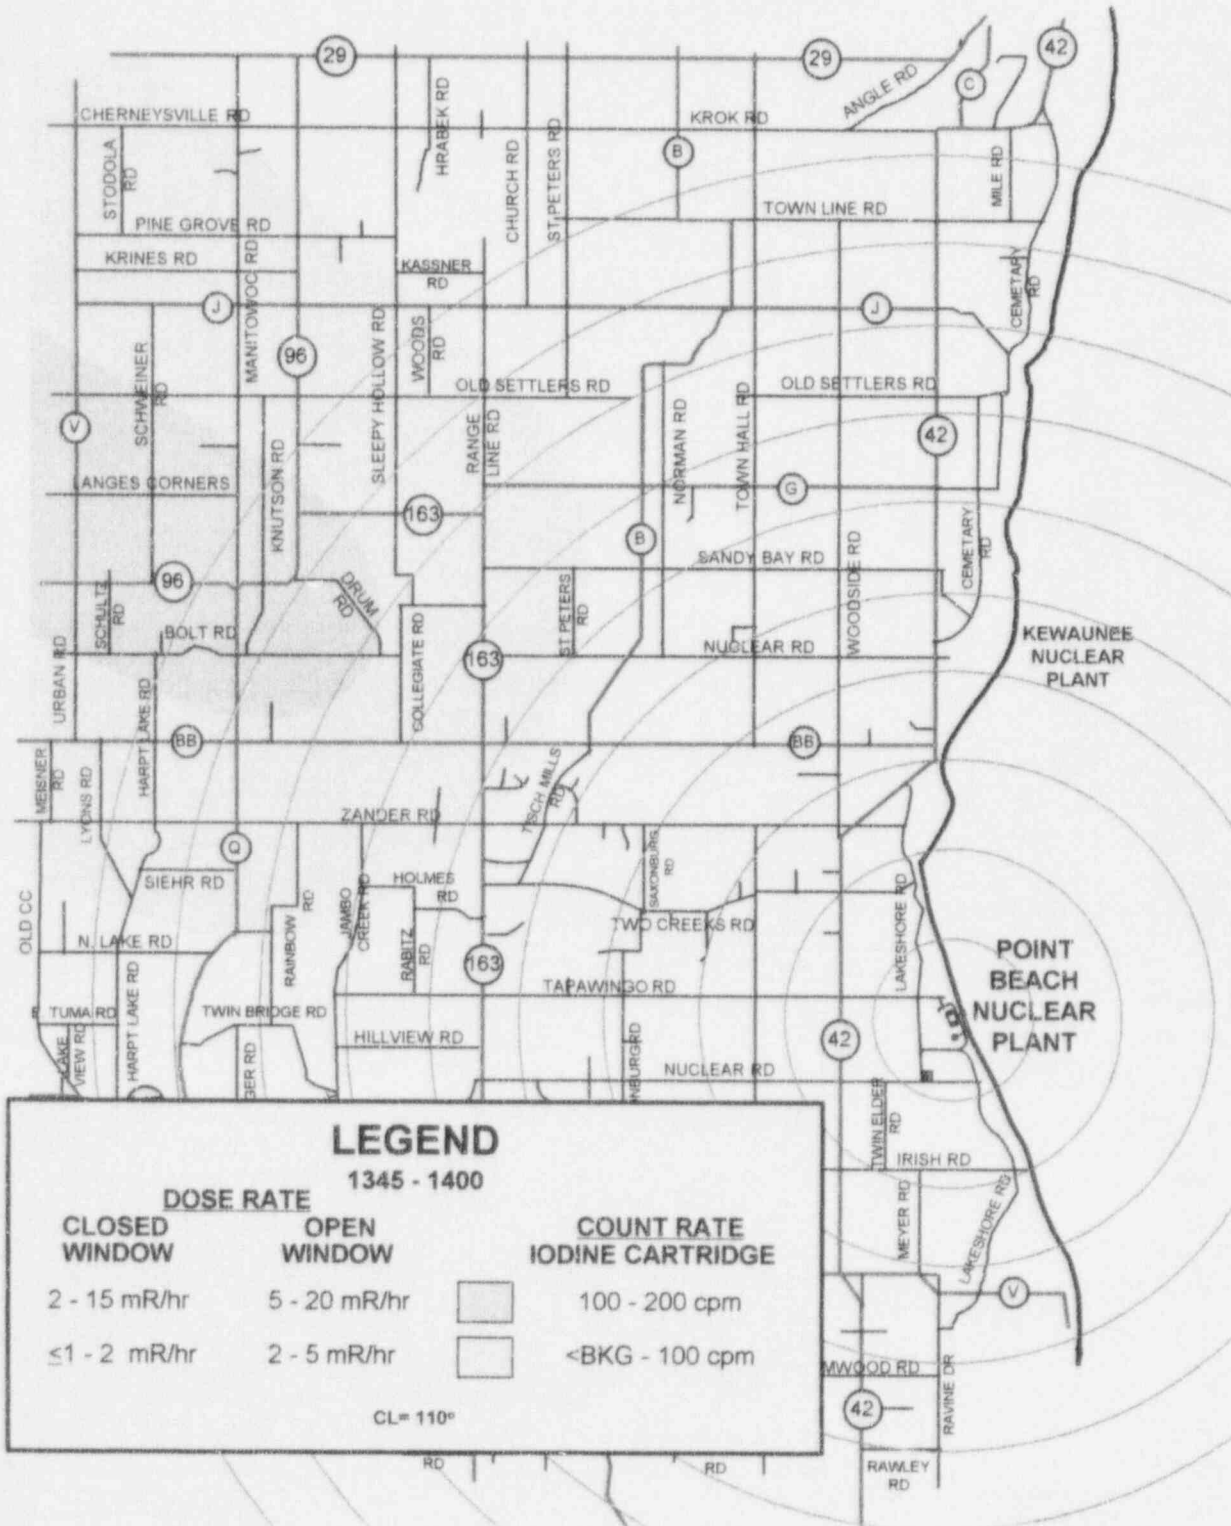 29
29
42
C
ANGLE RD
CHERNEYSVILLE RD
HRABEK RD
KROK RD
STODOLA
RD
CHURCH RD
ST PETERS RD
B
MILE RD
PINE GROVE RD
TOWN LINE RD
KRINES RD
MANITOWOC RD
KASSNER
RD
CEMETARY
RD
J
J
SCHWEINER
RD
96
SLEEPY HOLLOW RD
WOODS
RD
OLD SETTLERS RD
OLD SETTLERS RD
V
KNUTSON RD
RANGE
LINE RD
NORMAN RD
TOWN HALL RD
42
LANGES CORNERS
G
163
B
96
DRUM
RD
SANDY BAY RD
WOODSIDE RD
CEMETARY
RD
SCHULTZ
RD
BOLT RD
ST PETERS
RD
NUCLEAR RD
KEWAUNEE
NUCLEAR
PLANT
URBAN RD
HARPT LAKE RD
163
BB
BB
MEISNER
RD
LYONS RD
TISCH MILLS
RD
ZANDER RD
Q
SIEHR RD
RAINBOW
RD
JAMBO
CREEK RD
HOLMES
RD
SAXONBURG
RD
LAKESHORE RD
OLD CC
N. LAKE RD
RABITZ
RD
TWO CREEKS RD
163
POINT
BEACH
NUCLEAR
PLANT
TAPAWINGO RD
TUMA RD
HARPT LAKE RD
TWIN BRIDGE RD
LAKE
VIEW RD
GER RD
HILLVIEW RD
NBURGRD
42
NUCLEAR RD
TWIN ELDER
RD
IRISH RD
MEYER RD
LAKESHORE RG
V
MWOOD RD
42
RAVINE DR
RAWLEY
RD
RD
RD
LEGEND
1345 - 1400
DOSE RATE
CLOSED
WINDOW
OPEN
WINDOW
COUNT RATE
IODINE CARTRIDGE
2 - 15 mR/hr
5 - 20 mR/hr
100 - 200 cpm
≤1 - 2 mR/hr
2 - 5 mR/hr
<BKG - 100 cpm
CL= 110°